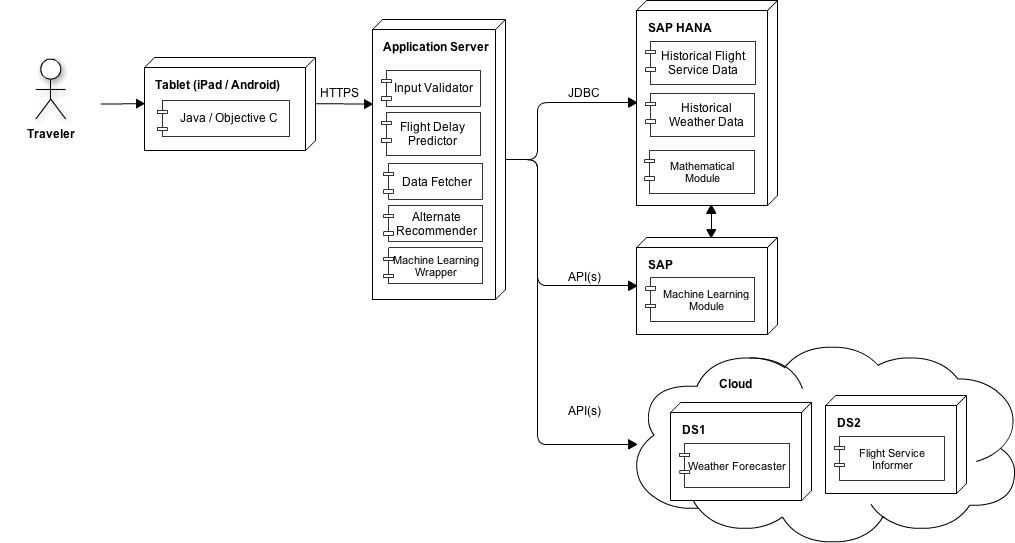 Traveler
Tablet (iPad / Android)
Java / Objective C
HTTPS
Application Server
Input Validator
Flight Delay
Predictor
Data Fetcher
Alternate
Recommender
Machine Learning
Wrapper
JDBC
API(s)
API(s)
SAP HANA
Historical Flight
Service Data
Historical
Weather Data
Mathematical
Module
SAP
Machine Learning
Module
Cloud
DS1
Weather Forecaster
DS2
Flight Service
Informer